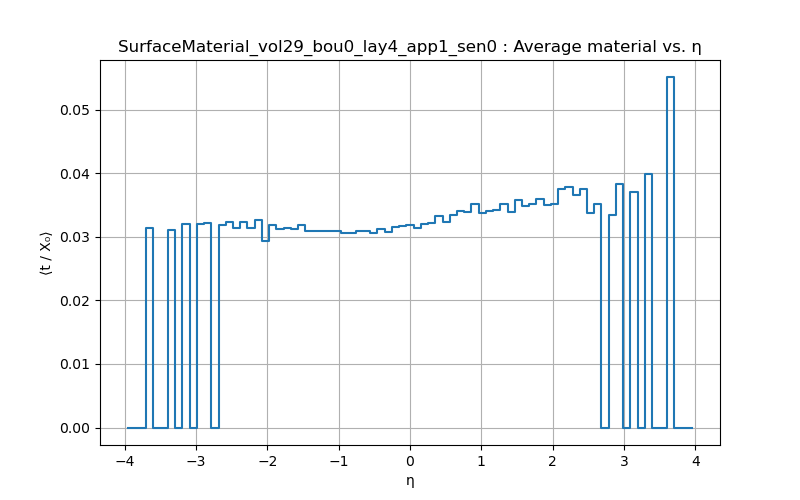 SurfaceMaterial_vol29_bou0_lay4_app1_sen0 : Average material vs. η
0.05
0.04
0.03
0.02
0.01
0.00
⟨t / X₀⟩
−4 −3 −2 −1 0 1 2 3 4
η